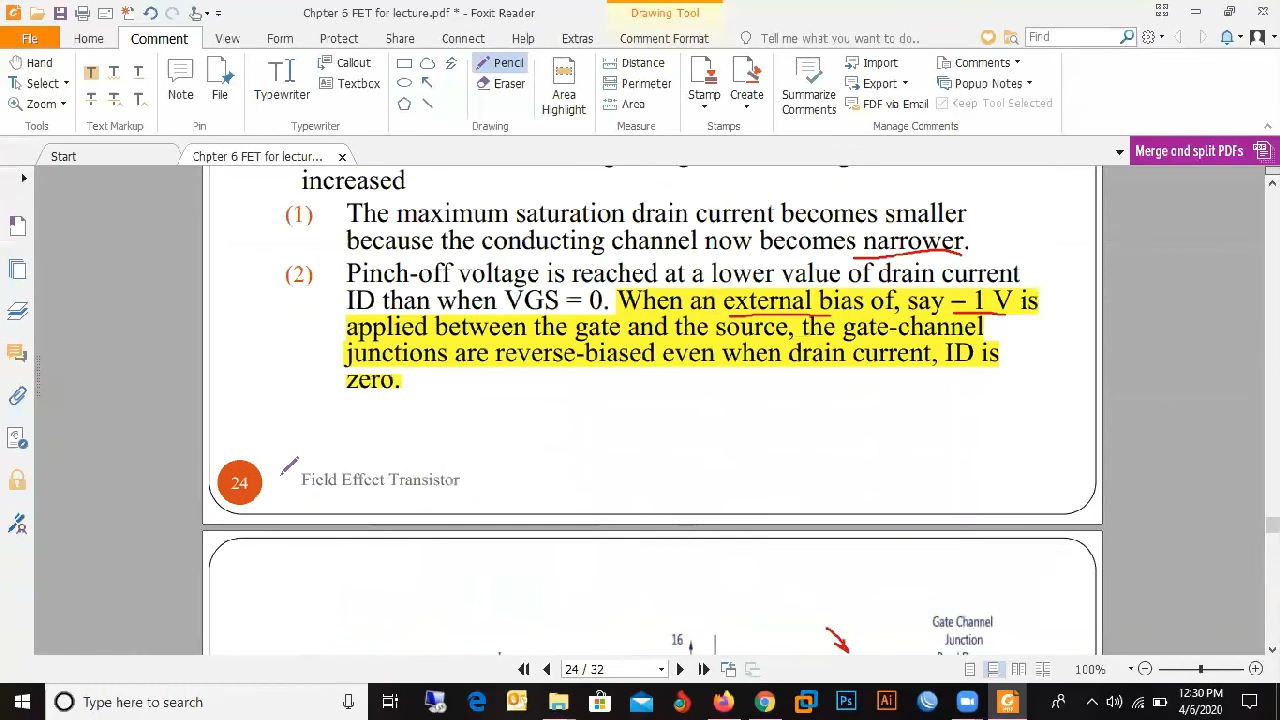 Chpter 6 FET for lecture.pdf * - Foxit Reader
Drawing Tool
File Home Comment View Form Protect Share Connect Help Extras Comment Format Tell me what you want to do.. Find
Hand
Select
Zoom
Tools
T T T
T T T
Text Markup
Note File
Pin
Typewriter
Callout
Textbox
Typewriter
Pencil
Eraser
Drawing
Area
Highlight
Distance
Perimeter
Area
Measure
Stamp Create
Stamps
Summarize
Comments
Import
Export
FDF via Email
Comments
Popup Notes
Keep Tool Selected
Manage Comments
Start Chpter 6 FET for lectur... x Merge and split PDFs
increased
(1) The maximum saturation drain current becomes smaller
because the conducting channel now becomes narrower.
(2) Pinch-off voltage is reached at a lower value of drain current
ID than when VGS = 0. When an external bias of, say – 1 V is
applied between the gate and the source, the gate-channel
junctions are reverse-biased even when drain current, ID is
zero.
24 Field Effect Transistor
Gate Channel
16 Junction
24 / 32 100%
Type here to search
12:30 PM
4/6/2020